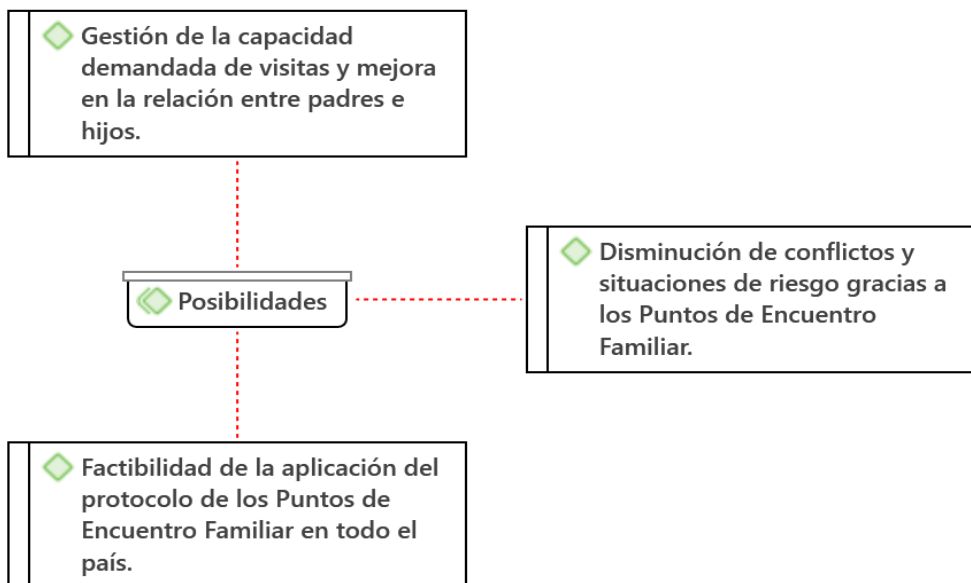 Gestión de la capacidad
demandada de visitas y mejora
en la relación entre padres e
hijos.
Disminución de conflictos y
situaciones de riesgo gracias a
los Puntos de Encuentro
Familiar.
Posibilidades
Factibilidad de la aplicación del
protocolo de los Puntos de
Encuentro Familiar en todo el
país.